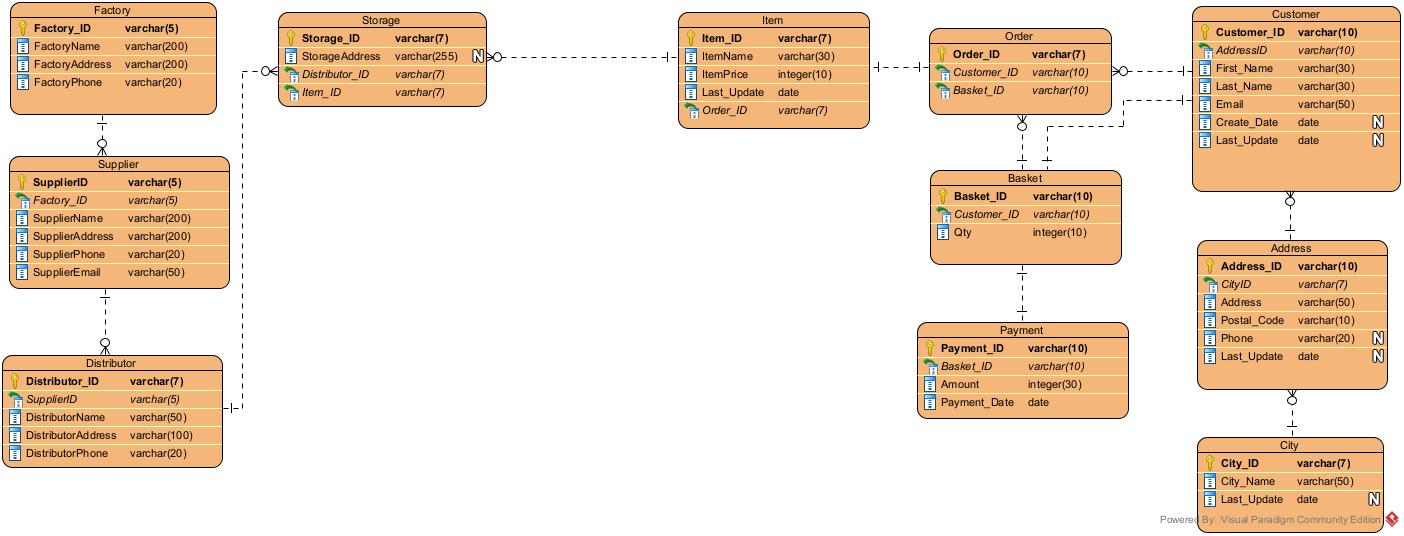 Factory
Factory_ID varchar(5)
FactoryName varchar(200)
FactoryAddress varchar(200)
FactoryPhone varchar(20)
Supplier
SupplierID varchar(5)
Factory_ID varchar(5)
SupplierName varchar(200)
SupplierAddress varchar(200)
SupplierPhone varchar(20)
SupplierEmail varchar(50)
Distributor
Distributor_ID varchar(7)
SupplierID varchar(5)
DistributorName varchar(50)
DistributorAddress varchar(100)
DistributorPhone varchar(20)
Storage
Storage_ID varchar(7)
StorageAddress varchar(255) N
Distributor_ID varchar(7)
Item_ID varchar(7)
Item
Item_ID varchar(7)
ItemName varchar(30)
ItemPrice integer(10)
Last_Update date
Order_ID varchar(7)
Order
Order_ID varchar(7)
Customer_ID varchar(10)
Basket_ID varchar(10)
Basket
Basket_ID varchar(10)
Customer_ID varchar(10)
Qty integer(10)
Payment
Payment_ID varchar(10)
Basket_ID varchar(10)
Amount integer(30)
Payment_Date date
Customer
Customer_ID varchar(10)
AddressID varchar(10)
First_Name varchar(30)
Last_Name varchar(30)
Email varchar(50)
Create_Date date N
Last_Update date N
Address
Address_ID varchar(10)
CityID varchar(7)
Address varchar(50)
Postal_Code varchar(10)
Phone varchar(20) N
Last_Update date N
City
City_ID varchar(7)
City_Name varchar(50)
Last_Update date N
Powered By Visual Paradigm Community Edition